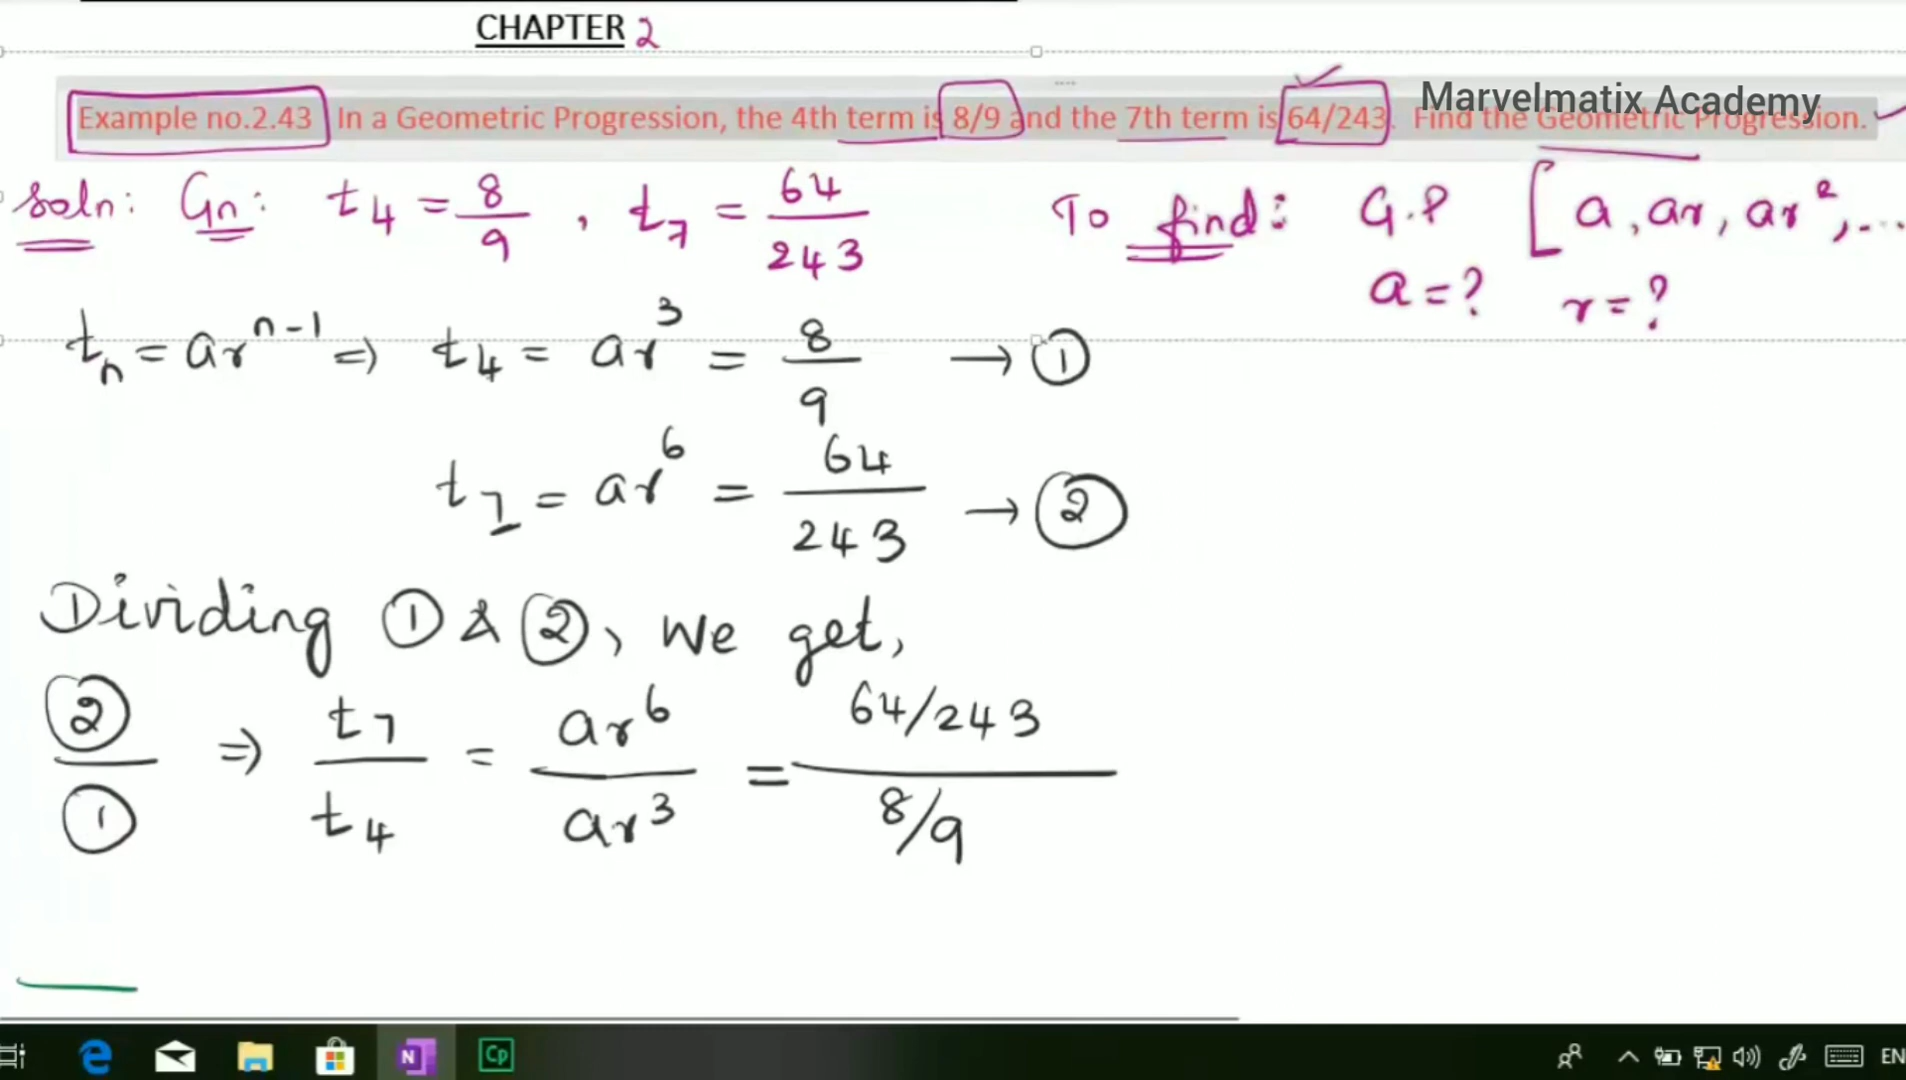 CHAPTER 2
Example no.2.43 In a Geometric Progression, the 4th term is 8/9 and the 7th term is 64/243. Find the Geometric Progression.
Marvelmatix Academy
Soln: Gn: t₄ = 8/9 , t₇ = 64/243 To find: G.P [a, ar, ar², ...
a = ? r = ?
tₙ = arⁿ⁻¹ ⇒ t₄ = ar³ = 8/9 → ①
t₇ = ar⁶ = 64/243 → ②
Dividing ① & ②, we get,
②/① ⇒ t₇/t₄ = ar⁶/ar³ = 64/243 / 8/9
N Cp EN